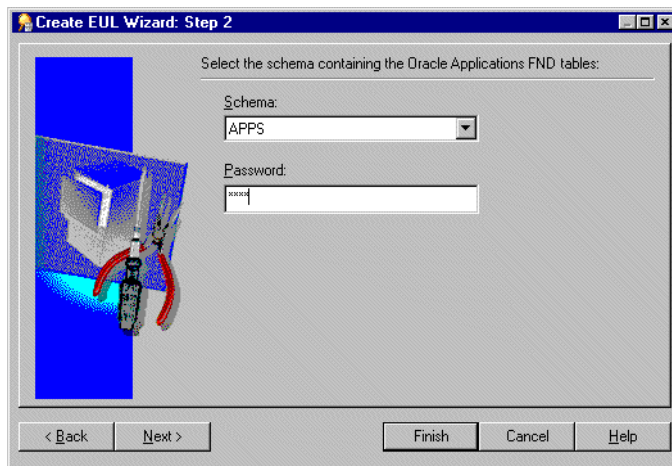 Create EUL Wizard: Step 2
Select the schema containing the Oracle Applications FND tables:
Schema:
APPS
Password:
****
< Back
Next >
Finish
Cancel
Help